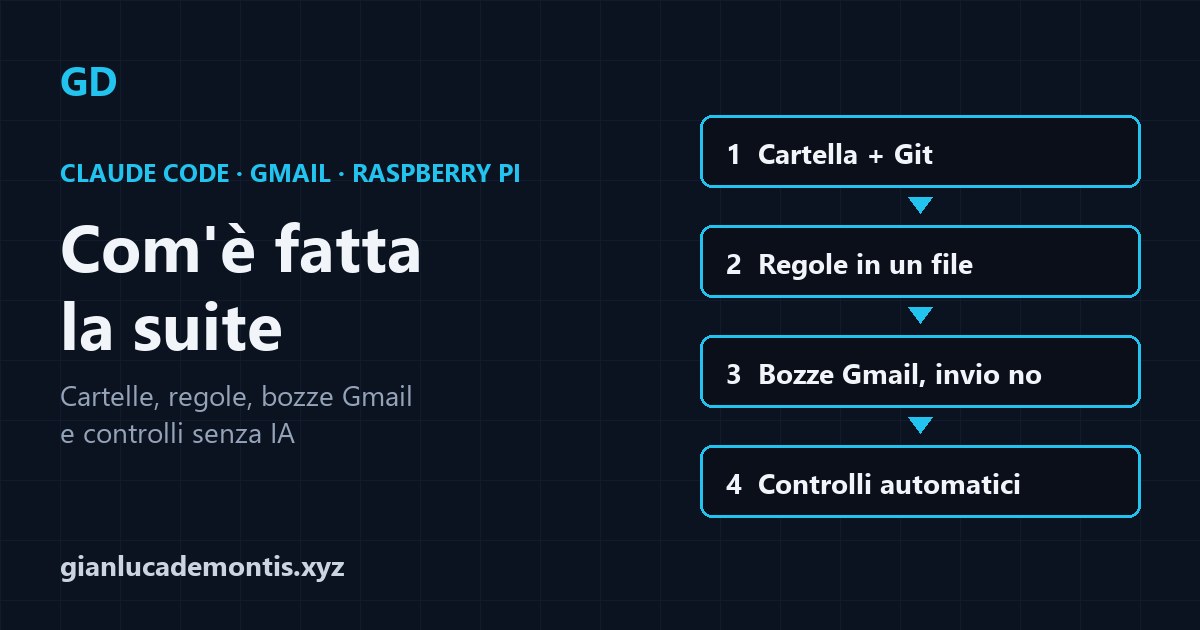 GD
CLAUDE CODE · GMAIL · RASPBERRY PI
Com'è fatta
la suite
Cartelle, regole, bozze Gmail
e controlli senza IA
gianlucademontis.xyz
1 Cartella + Git
2 Regole in un file
3 Bozze Gmail, invio no
4 Controlli automatici